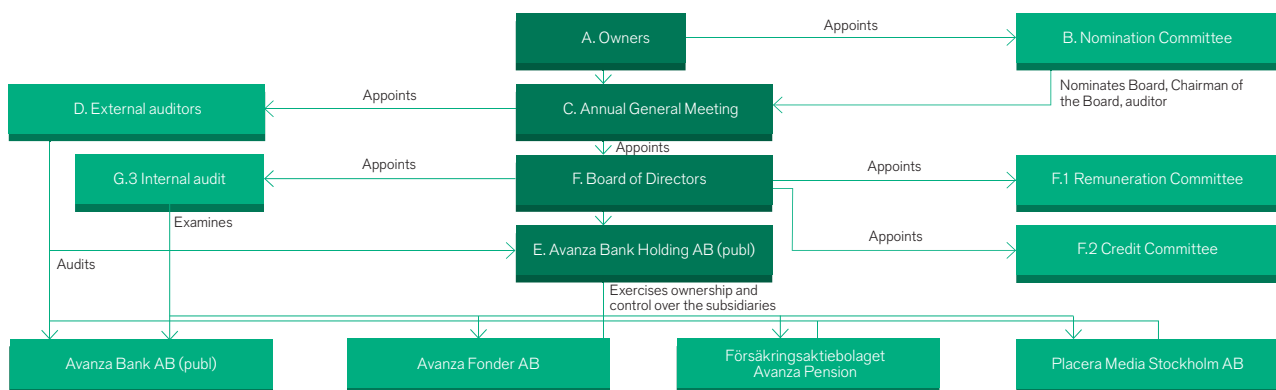 A. Owners
Appoints
B. Nomination Committee
Nominates Board, Chairman of
the Board, auditor
D. External auditors
Appoints
C. Annual General Meeting
Appoints
G.3 Internal audit
Appoints
F. Board of Directors
Appoints
F.1 Remuneration Committee
Examines
E. Avanza Bank Holding AB (publ)
Appoints
F.2 Credit Committee
Audits
Exercises ownership and
control over the subsidiaries
Avanza Bank AB (publ)
Avanza Fonder AB
Försäkringsaktiebolaget
Avanza Pension
Placera Media Stockholm AB